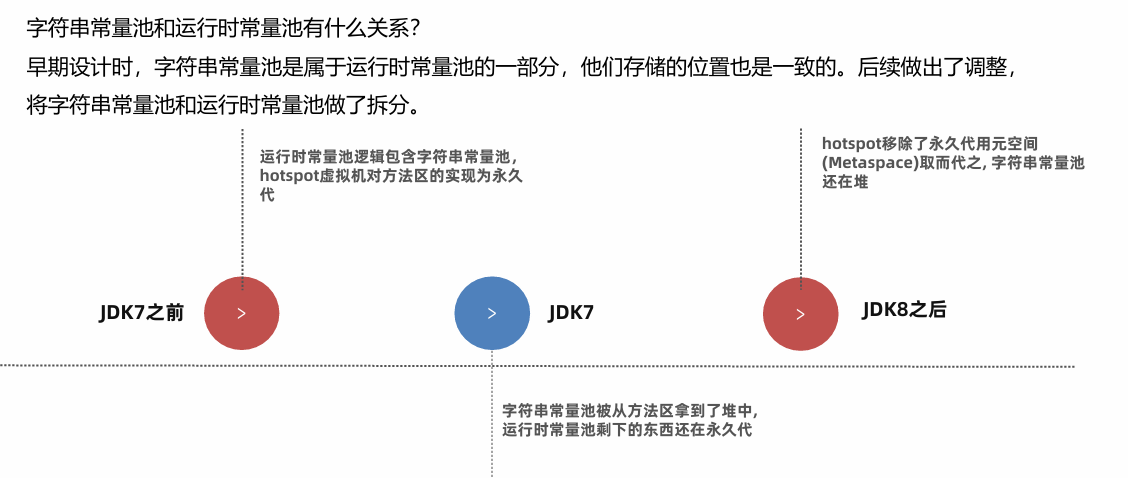 字符串常量池和运行时常量池有什么关系?
早期设计时，字符串常量池是属于运行时常量池的一部分，他们存储的位置也是一致的。后续做出了调整，
将字符串常量池和运行时常量池做了拆分。
运行时常量池逻辑包含字符串常量池，
hotspot虚拟机对方法区的实现为永久
代
hotspot移除了永久代用元空间
(Metaspace)取而代之, 字符串常量池
还在堆
JDK7之前
>
>
JDK7
>
JDK8之后
字符串常量池被从方法区拿到了堆中,
运行时常量池剩下的东西还在永久代